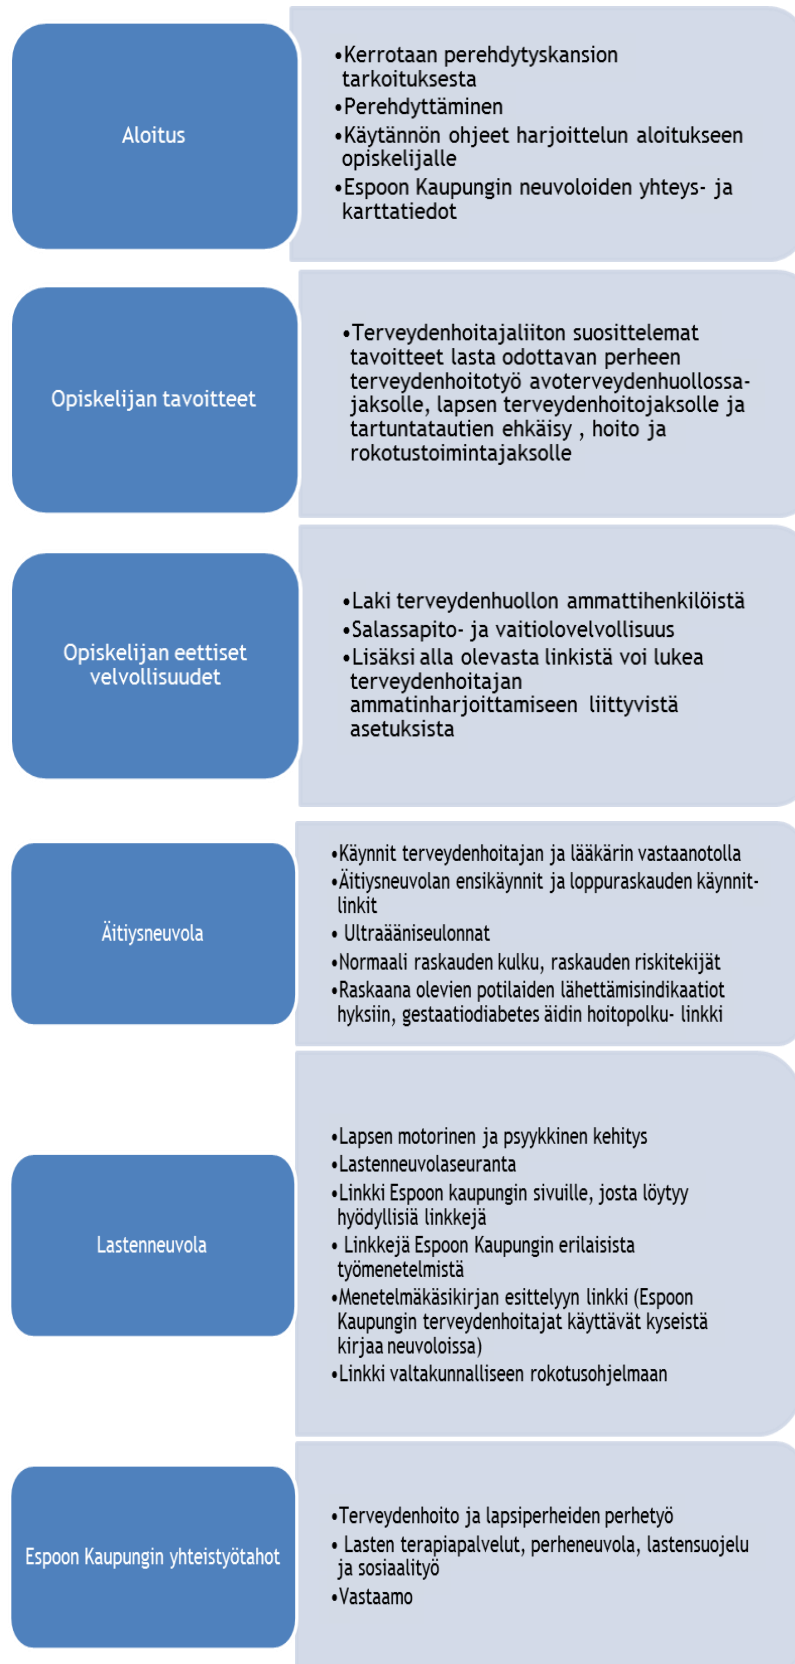 Aloitus
•Kerrotaan perehdytyskansion
tarkoituksesta
•Perehdyttäminen
•Käytännön ohjeet harjoittelun aloitukseen
opiskelijalle
•Espoon Kaupungin neuvoloiden yhteys- ja
karttatiedot
Opiskelijan tavoitteet
•Terveydenhoitajaliiton suosittelemat
tavoitteet lasta odottavan perheen
terveydenhoitotyö avoterveydenhuollossa-
jaksolle, lapsen terveydenhoitojaksolle ja
tartuntatautien ehkäisy , hoito ja
rokotustoimintajaksolle
Opiskelijan eettiset
velvollisuudet
•Laki terveydenhuollon ammattihenkilöistä
•Salassapito- ja vaitiolovelvollisuus
•Lisäksi alla olevasta linkistä voi lukea
terveydenhoitajan
ammatinharjoittamiseen liittyvistä
asetuksista
Äitiysneuvola
•Käynnit terveydenhoitajan ja lääkärin vastaanotolla
•Äitiysneuvolan ensikäynnit ja loppuraskauden käynnit-
linkit
• Ultraääniseulonnat
•Normaali raskauden kulku, raskauden riskitekijät
•Raskaana olevien potilaiden lähettämisindikaatiot
hyksiin, gestaatiodiabetes äidin hoitopolku- linkki
Lastenneuvola
•Lapsen motorinen ja psyykkinen kehitys
•Lastenneuvolaseuranta
•Linkki Espoon kaupungin sivuille, josta löytyy
hyödyllisiä linkkejä
• Linkkejä Espoon Kaupungin erilaisista
työmenetelmistä
•Menetelmäkäsikirjan esittelyyn linkki (Espoon
Kaupungin terveydenhoitajat käyttävät kyseistä
kirjaa neuvoloissa)
•Linkki valtakunnalliseen rokotusohjelmaan
Espoon Kaupungin yhteistyötahot
•Terveydenhoito ja lapsiperheiden perhetyö
• Lasten terapiapalvelut, perheneuvola, lastensuojelu
ja sosiaalityö
•Vastaamo